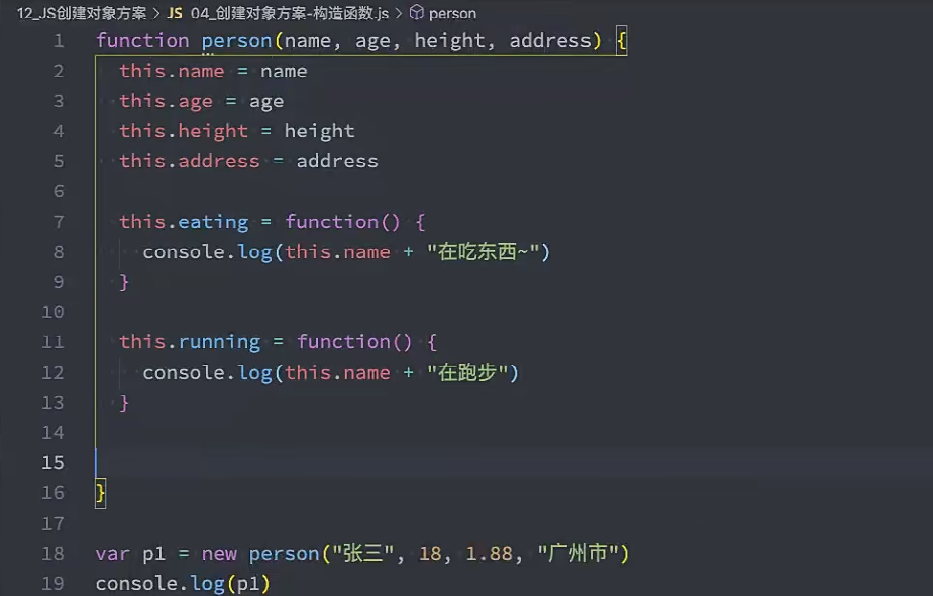 12_JS创建对象方案 > JS 04_创建对象方案-构造函数.js > person
1 function person(name, age, height, address) {
2 this.name = name
3 this.age = age
4 this.height = height
5 this.address = address
6
7 this.eating = function() {
8 console.log(this.name + "在吃东西~")
9 }
10
11 this.running = function() {
12 console.log(this.name + "在跑步")
13 }
14
15
16 }
17
18 var p1 = new person("张三", 18, 1.88, "广州市")
19 console.log(p1)